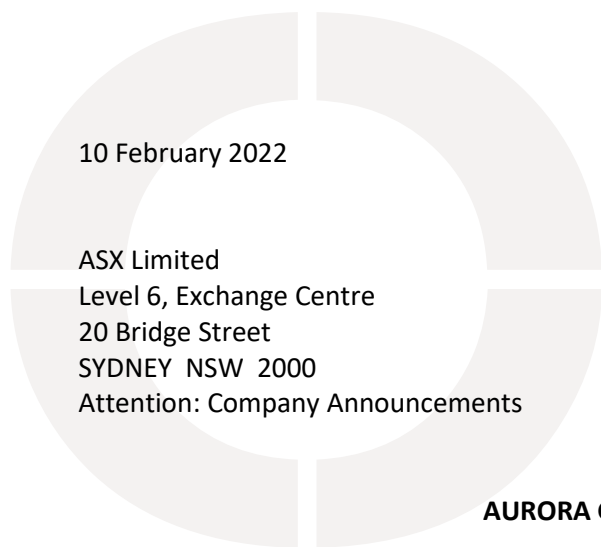 10 February 2022
ASX Limited
Level 6, Exchange Centre
20 Bridge Street
SYDNEY NSW 2000
Attention: Company Announcements
AURORA